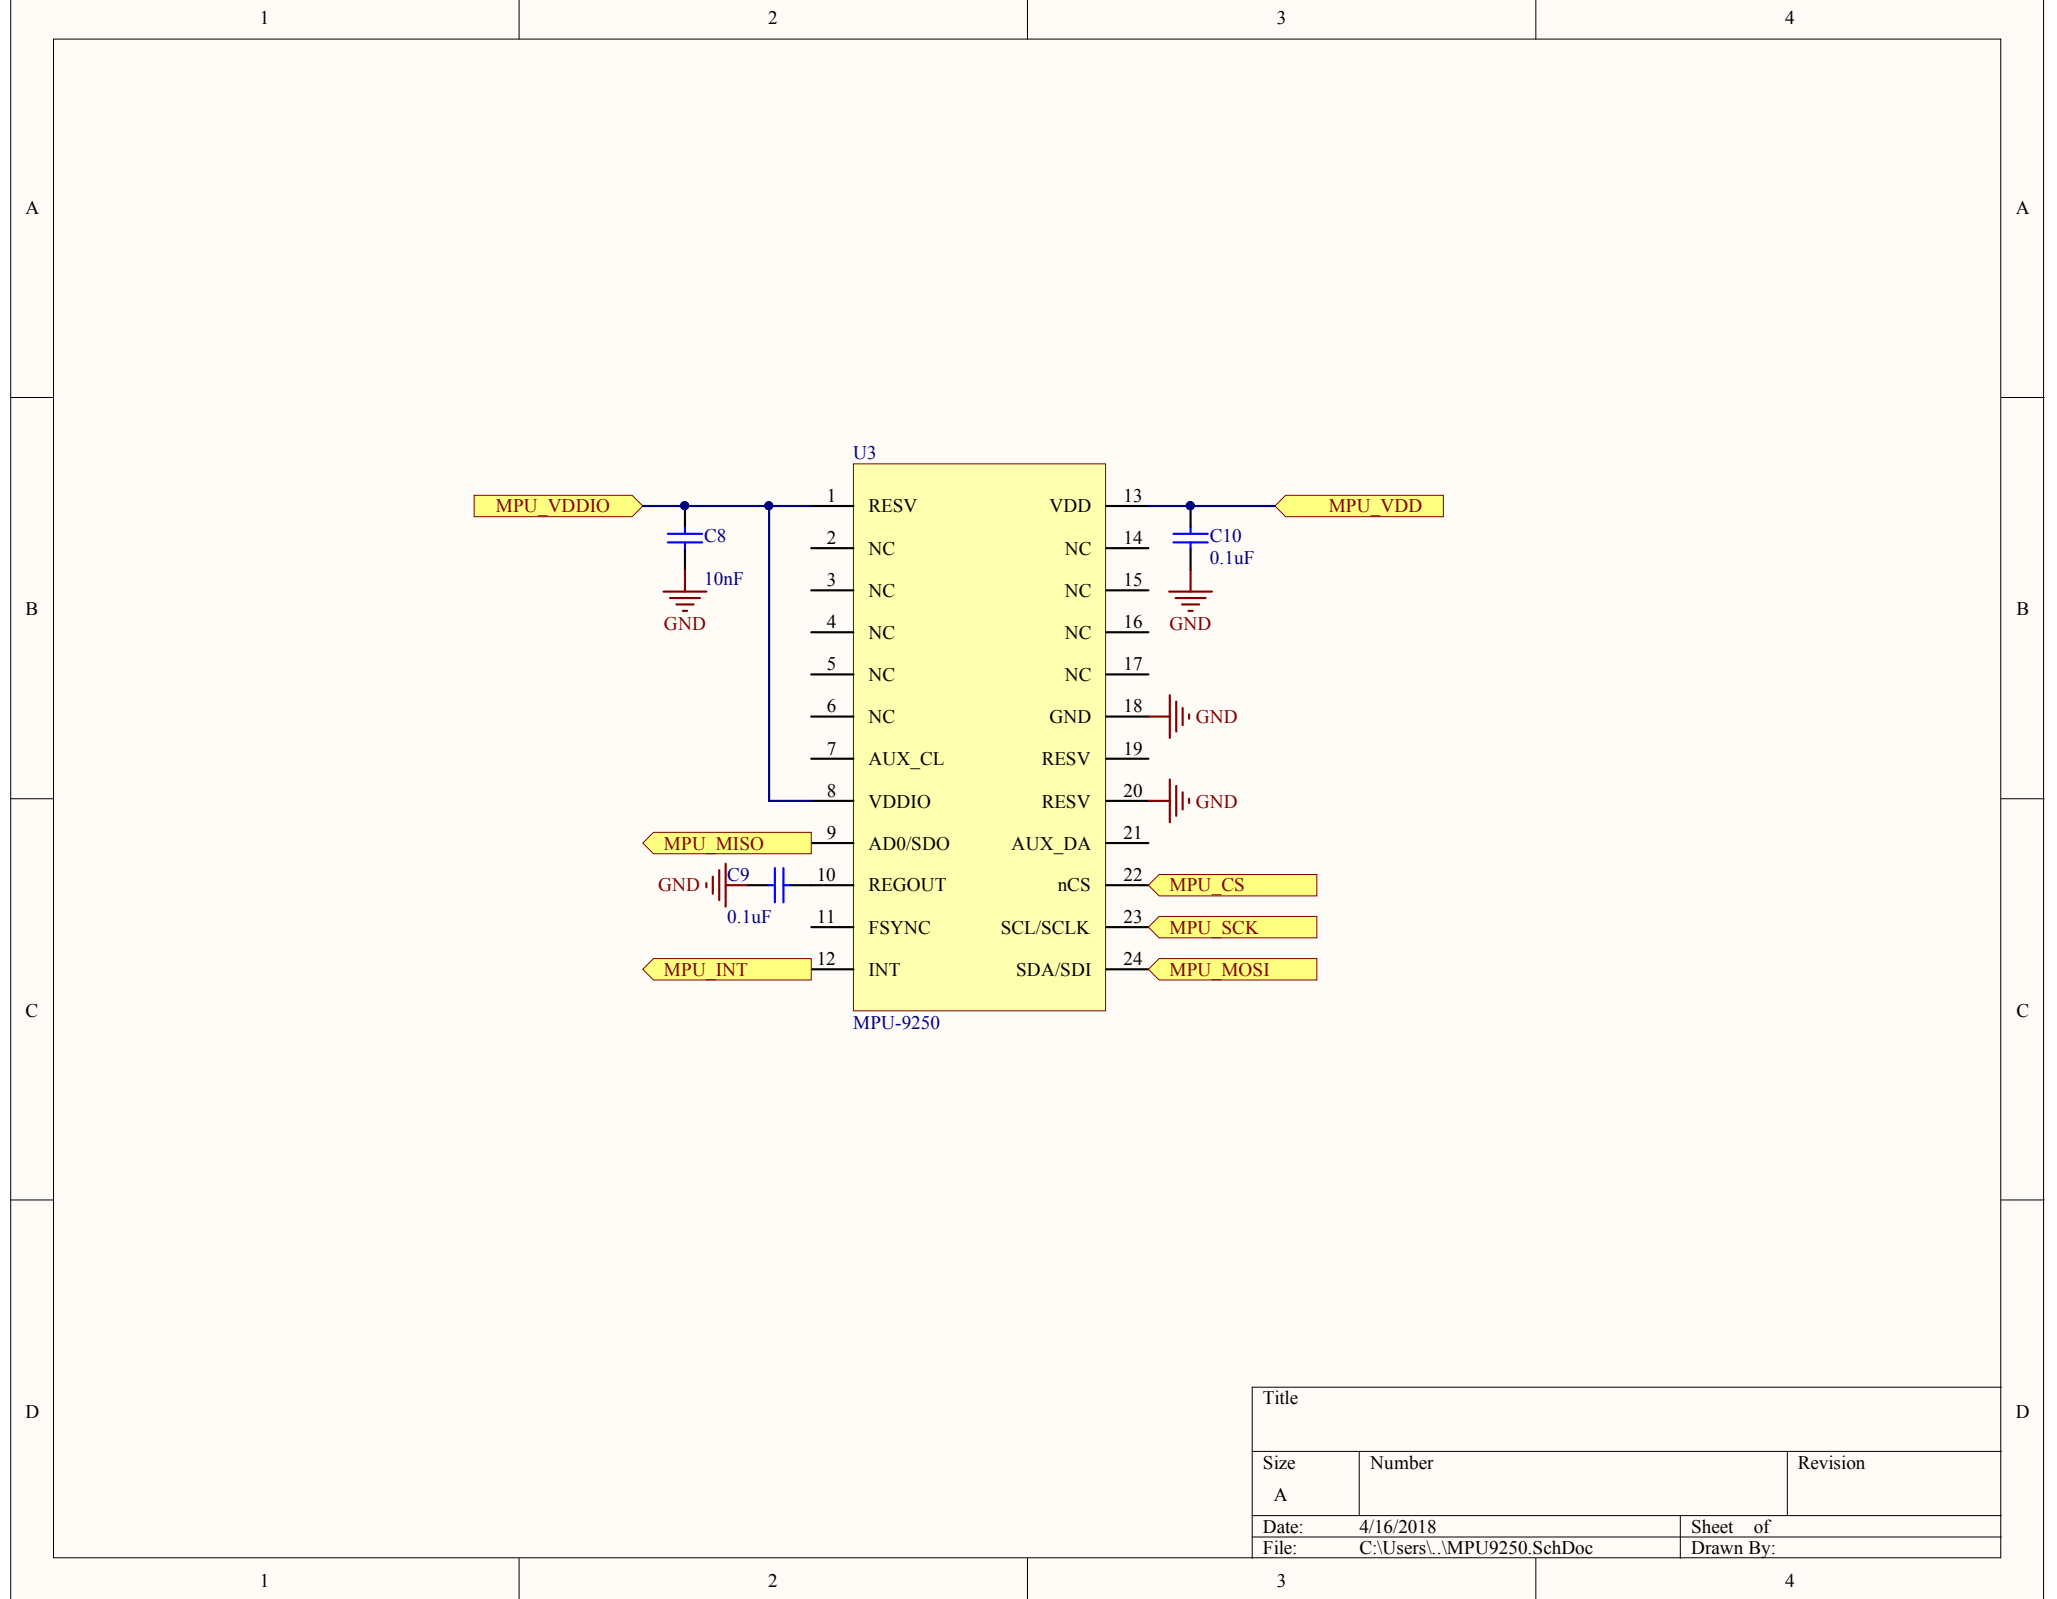 1 2 3 4
A A
U3
MPU_VDDIO 1 RESV VDD 13 MPU_VDD
C8 C10
2 NC NC 14
0.1uF
10nF
3 NC NC 15
GND GND
4 NC NC 16
B B
5 NC NC 17
6 NC GND 18 GND
7 AUX_CL RESV 19
8 VDDIO RESV 20 GND
MPU_MISO 9 AD0/SDO AUX_DA 21
GND C9 10 REGOUT nCS 22 MPU_CS
0.1uF
11 FSYNC SCL/SCLK 23 MPU_SCK
MPU_INT 12 INT SDA/SDI 24 MPU_MOSI
MPU-9250
C C
D D
Title
Size Number Revision
A
Date: 4/16/2018 Sheet of
File: C:\Users\..\MPU9250.SchDoc Drawn By:
1 2 3 4